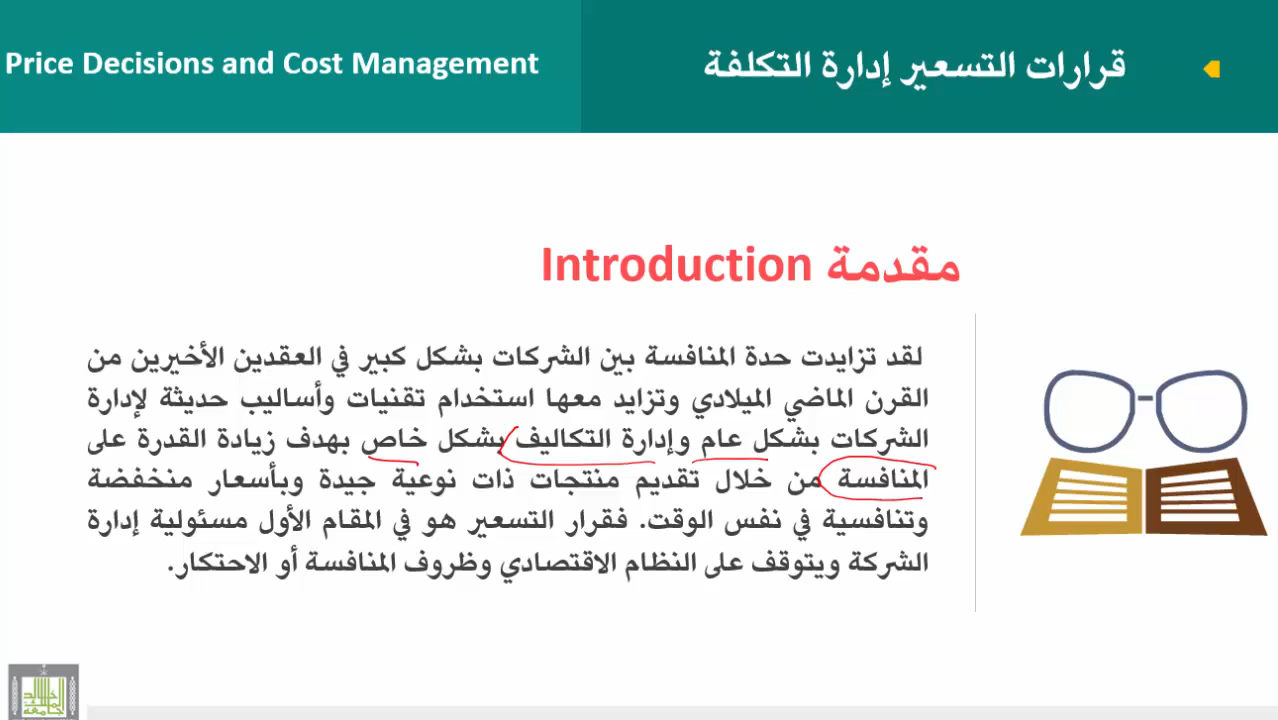 Price Decisions and Cost Management
قرارات التسعير إدارة التكلفة
مقدمة Introduction
لقد تزايدت حدة المنافسة بين الشركات بشكل كبير في العقدين الأخيرين من
القرن الماضي الميلادي وتزايد معها استخدام تقنيات وأساليب حديثة لإدارة
الشركات بشكل عام وإدارة التكاليف بشكل خاص بهدف زيادة القدرة على
المنافسة من خلال تقديم منتجات ذات نوعية جيدة وبأسعار منخفضة
وتنافسية في نفس الوقت. فقرار التسعير هو في المقام الأول مسئولية إدارة
الشركة ويتوقف على النظام الاقتصادي وظروف المنافسة أو الاحتكار.